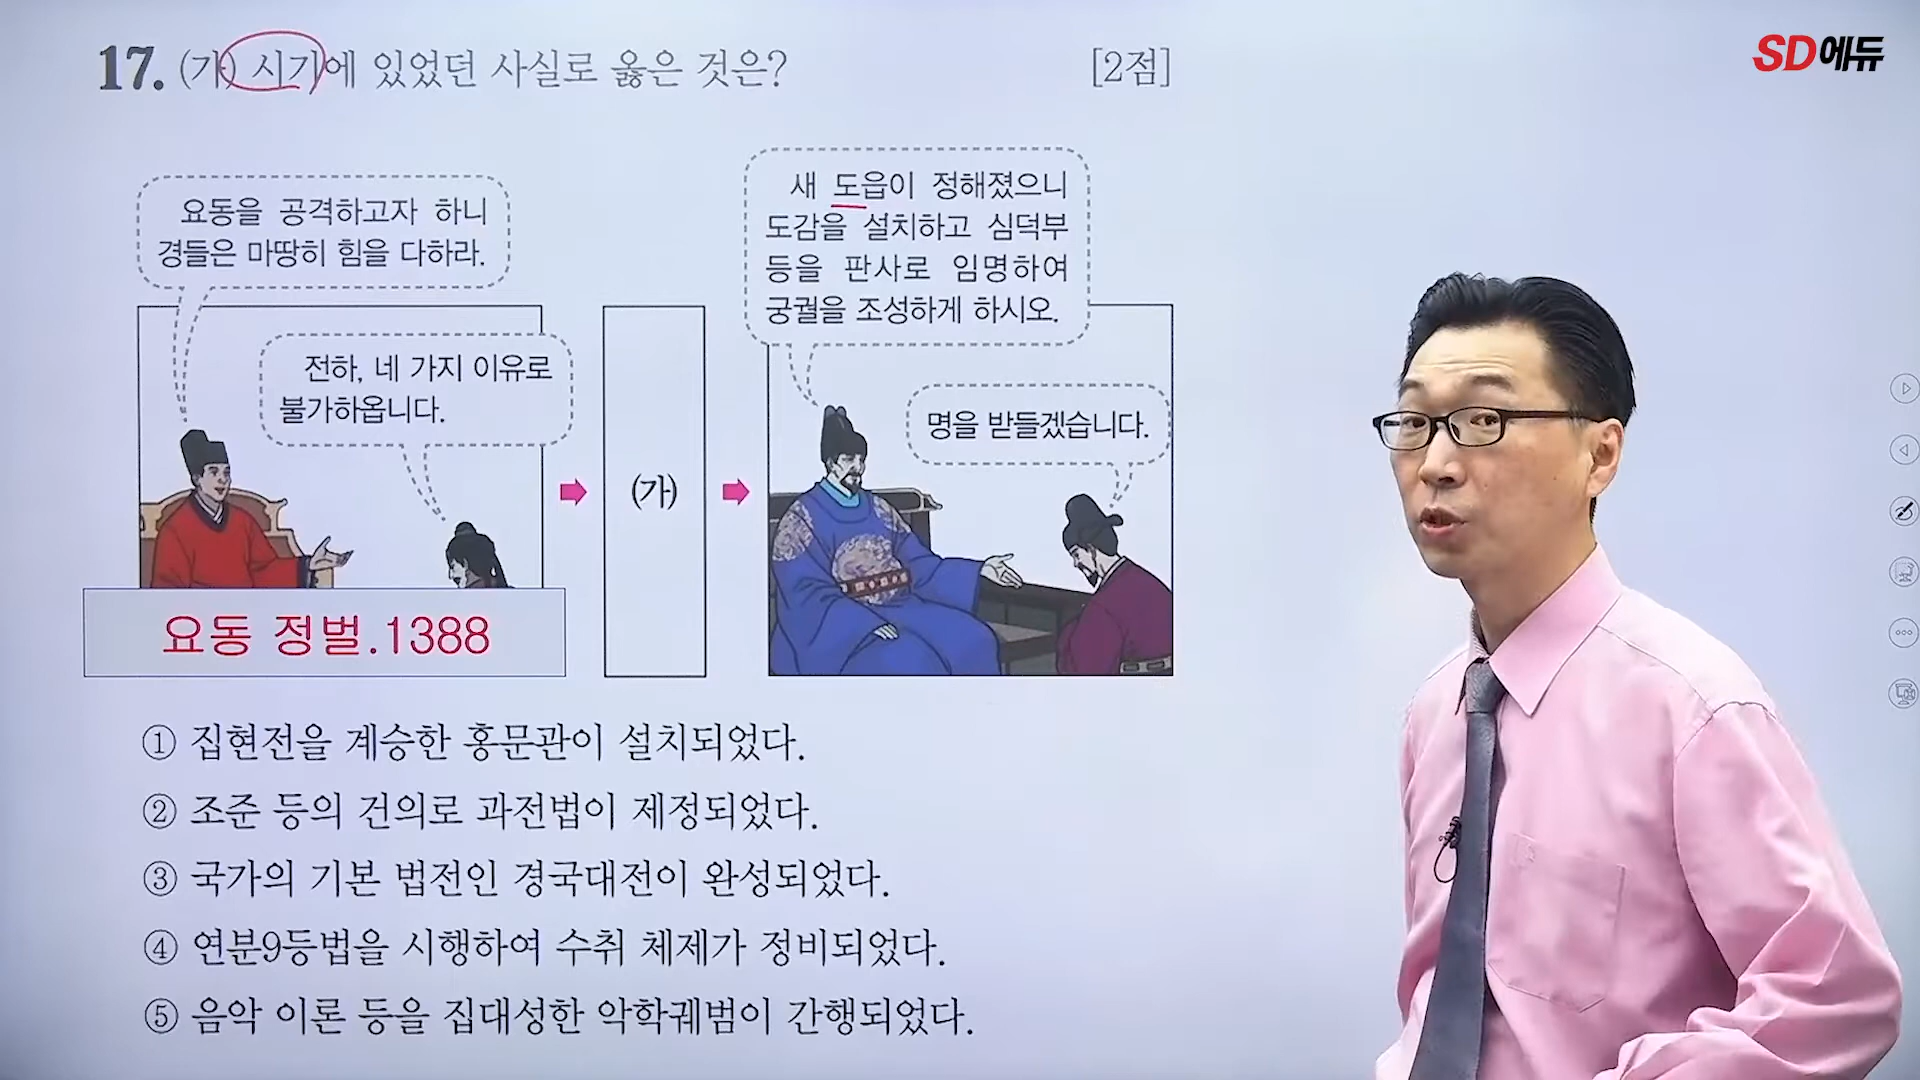 17. (가) 시기에 있었던 사실로 옳은 것은? [2점]
SD에듀
요동을 공격하고자 하니
경들은 마땅히 힘을 다하라.
전하, 네 가지 이유로
불가하옵니다.
(가)
새 도읍이 정해졌으니
도감을 설치하고 심덕부
등을 판사로 임명하여
궁궐을 조성하게 하시오.
명을 받들겠습니다.
요동 정벌.1388
① 집현전을 계승한 홍문관이 설치되었다.
② 조준 등의 건의로 과전법이 제정되었다.
③ 국가의 기본 법전인 경국대전이 완성되었다.
④ 연분9등법을 시행하여 수취 체제가 정비되었다.
⑤ 음악 이론 등을 집대성한 악학궤범이 간행되었다.